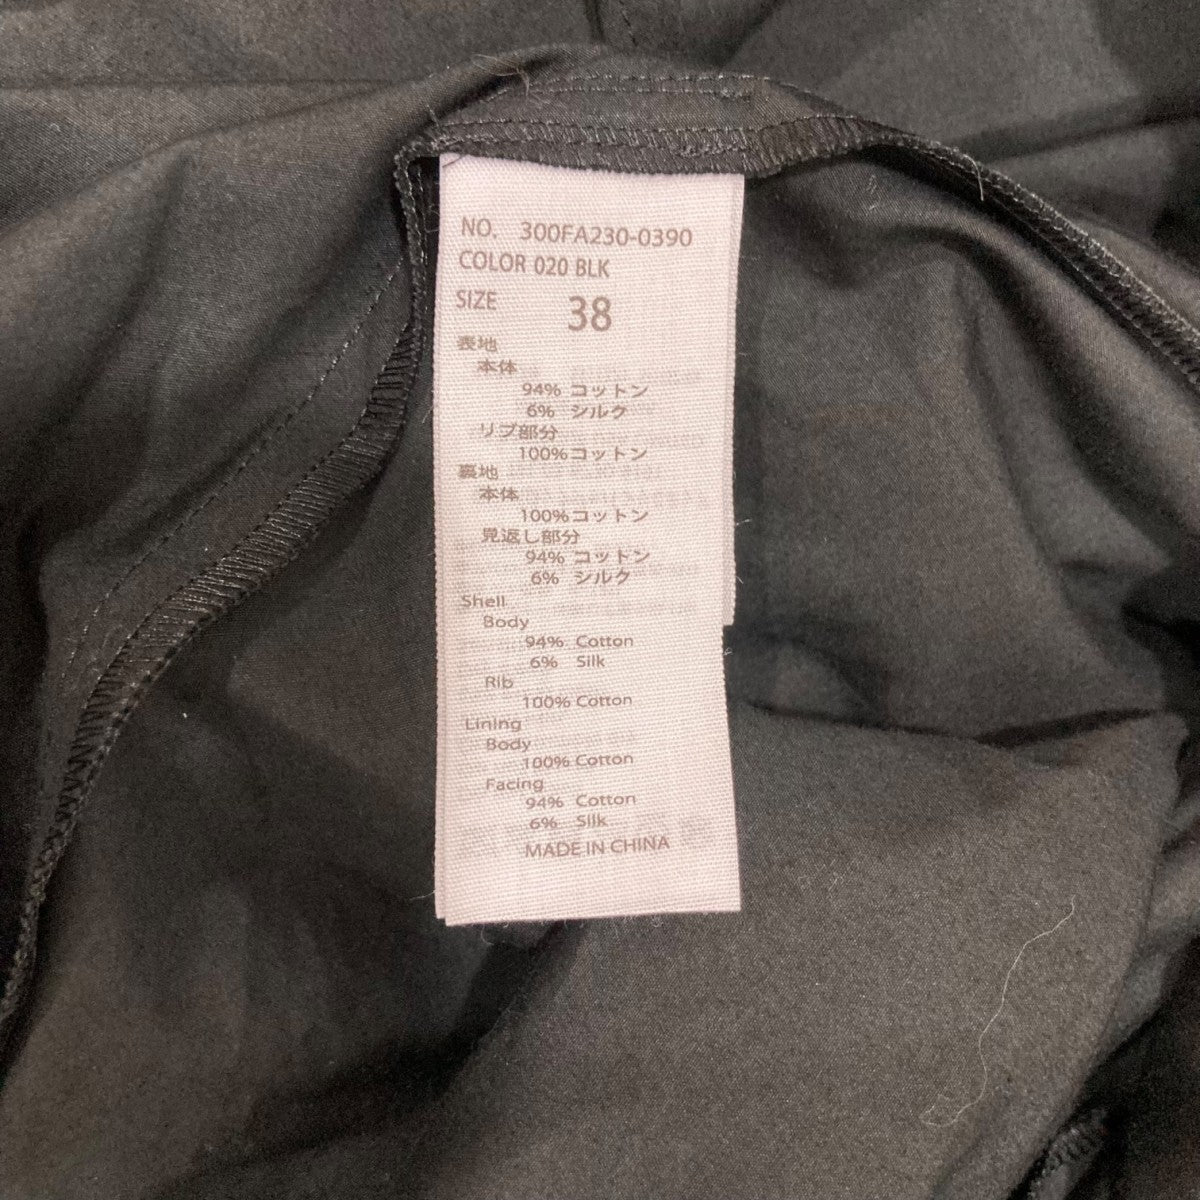 NO. 300FA230-0390
COLOR 020 BLK
SIZE 38
表地
本体
94% コットン
6% シルク
リブ部分
100% コットン
裏地
本体
100% コットン
見返し部分
94% コットン
6% シルク
Shell
Body
94% Cotton
6% Silk
Rib
100% Cotton
Lining
Body
100% Cotton
Facing
94% Cotton
6% Silk
MADE IN CHINA